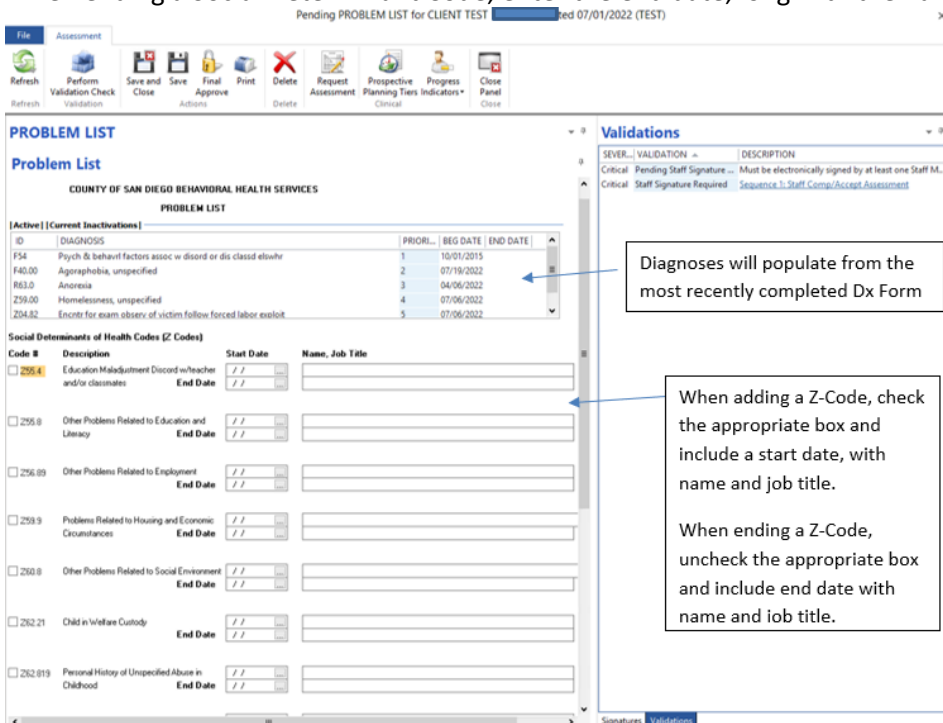 Pending PROBLEM LIST for CLIENT TEST ted 07/01/2022 (TEST)
File Assessment
Refresh Perform Validation Check Save and Close Save Final Approve Print Delete Request Assessment Prospective Planning Tiers Progress Indicators Close Panel
Refresh Validation Actions Delete Clinical Close
PROBLEM LIST
Problem List
COUNTY OF SAN DIEGO BEHAVIORAL HEALTH SERVICES
PROBLEM LIST
|Active| |Current Inactivations|
ID DIAGNOSIS PRIORI... BEG DATE END DATE
F54 Psych & behavrl factors assoc w disord or dis classd elswhr 1 10/01/2015
F40.00 Agoraphobia, unspecified 2 07/19/2022
R63.0 Anorexia 3 04/06/2022
Z59.00 Homelessness, unspecified 4 07/06/2022
Z04.82 Encntr for exam observ of victim follow forced labor exploit 5 07/06/2022
Social Determinants of Health Codes (Z Codes)
Code # Description Start Date Name, Job Title
Z55.4 Education Maladjustment Discord w/teacher / / ...
and/or classmates End Date / / ...
Z55.8 Other Problems Related to Education and / / ...
Literacy End Date / / ...
Z56.89 Other Problems Related to Employment / / ...
End Date / / ...
Z59.9 Problems Related to Housing and Economic / / ...
Circumstances End Date / / ...
Z60.8 Other Problems Related to Social Environment / / ...
End Date / / ...
Z62.21 Child in Welfare Custody / / ...
End Date / / ...
Z62.819 Personal History of Unspecified Abuse in / / ...
Childhood End Date / / ...
Validations
SEVER... VALIDATION DESCRIPTION
Critical Pending Staff Signature ... Must be electronically signed by at least one Staff M...
Critical Staff Signature Required Sequence 1: Staff Comp/Accept Assessment
Diagnoses will populate from the
most recently completed Dx Form
When adding a Z-Code, check
the appropriate box and
include a start date, with
name and job title.
When ending a Z-Code,
uncheck the appropriate box
and include end date with
name and job title.
Signatures Validations